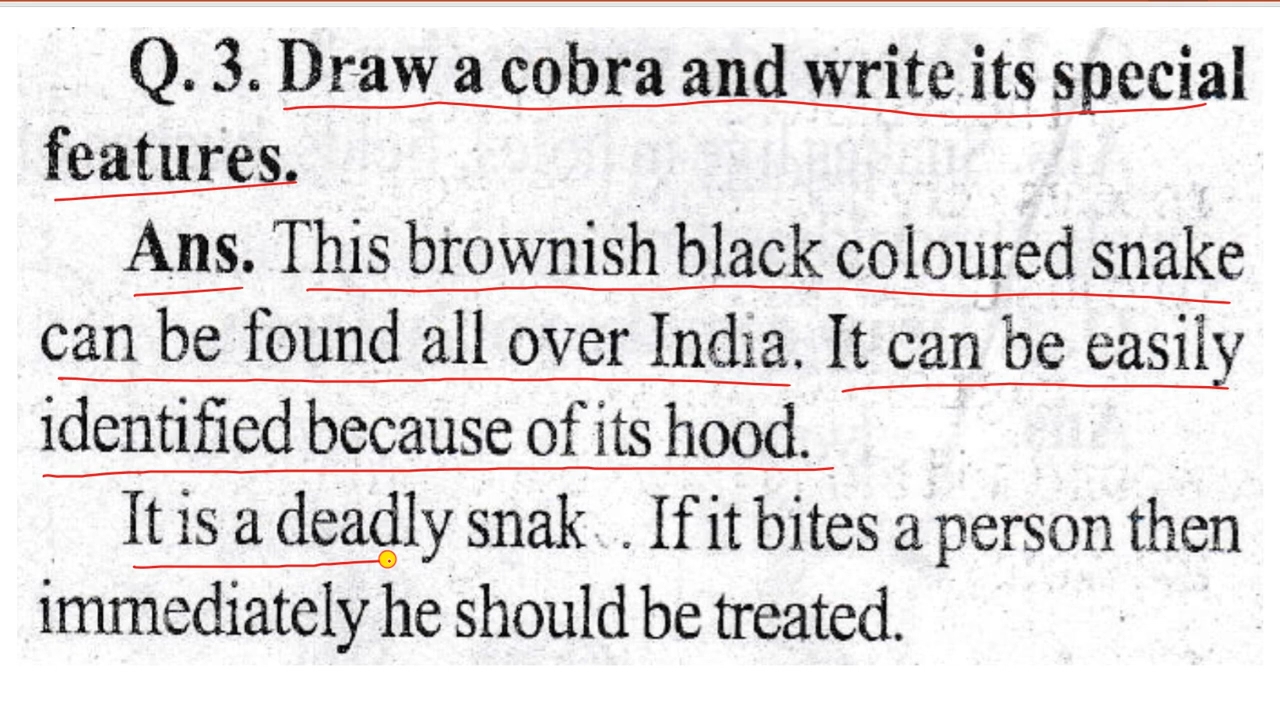 Q. 3. Draw a cobra and write its special
features.
Ans. This brownish black coloured snake
can be found all over India. It can be easily
identified because of its hood.
It is a deadly snak . If it bites a person then
immediately he should be treated.